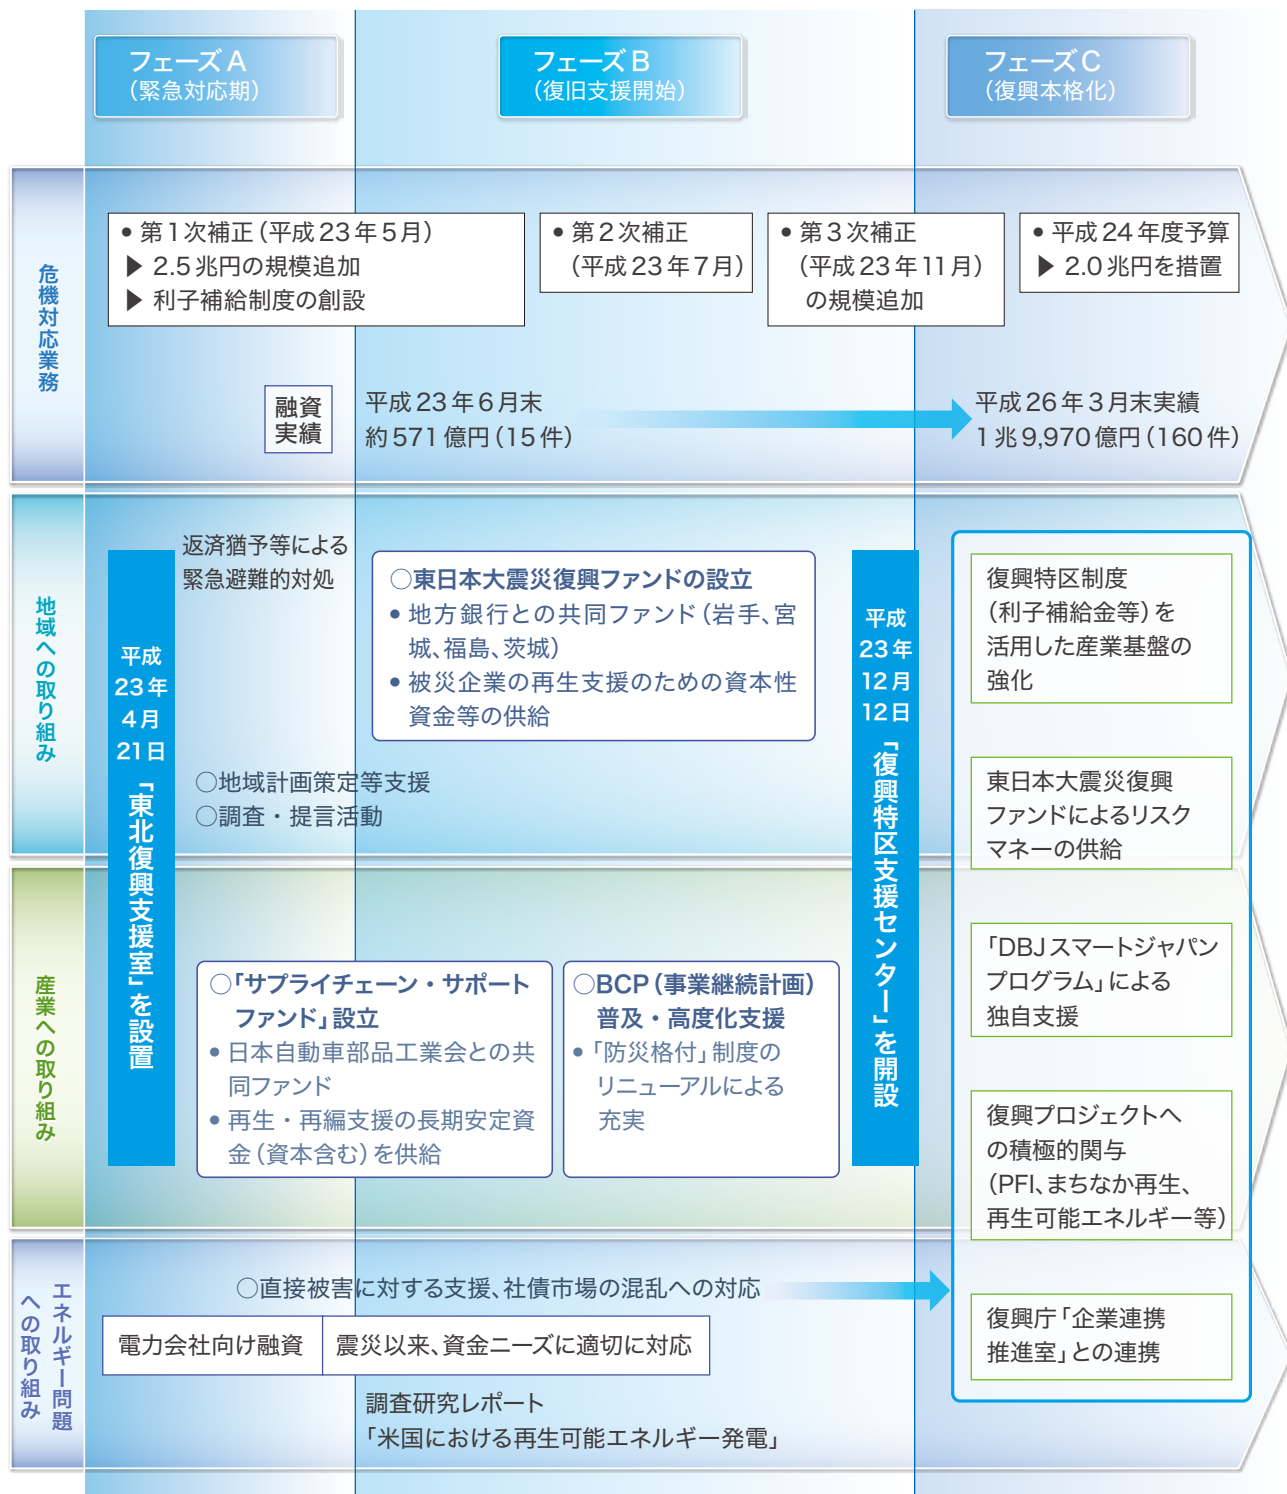 フェーズA
(緊急対応期)
フェーズB
(復旧支援開始)
フェーズC
(復興本格化)
危機対応業務
● 第1次補正(平成23年5月)
▶ 2.5兆円の規模追加
▶ 利子補給制度の創設
● 第2次補正
(平成23年7月)
● 第3次補正
(平成23年11月)
の規模追加
● 平成24年度予算
▶ 2.0兆円を措置
融資
実績
平成23年6月末
約571億円(15件)
平成26年3月末実績
1兆9,970億円(160件)
地域への取り組み
平成
23年
4月
21日
「東北復興支援室」を設置
返済猶予等による
緊急避難的対処
○東日本大震災復興ファンドの設立
● 地方銀行との共同ファンド(岩手、宮
城、福島、茨城)
● 被災企業の再生支援のための資本性
資金等の供給
○地域計画策定等支援
○調査・提言活動
平成
23年
12月
12日
「復興特区支援センター」を開設
復興特区制度
(利子補給金等)を
活用した産業基盤の
強化
東日本大震災復興
ファンドによるリスク
マネーの供給
産業への取り組み
○「サプライチェーン・サポート
ファンド」設立
● 日本自動車部品工業会との共
同ファンド
● 再生・再編支援の長期安定資
金(資本含む)を供給
○BCP(事業継続計画)
普及・高度化支援
● 「防災格付」制度の
リニューアルによる
充実
「DBJスマートジャパン
プログラム」による
独自支援
復興プロジェクトへ
の積極的関与
(PFI、まちなか再生、
再生可能エネルギー等)
エネルギー問題
への取り組み
○直接被害に対する支援、社債市場の混乱への対応
電力会社向け融資
震災以来、資金ニーズに適切に対応
調査研究レポート
「米国における再生可能エネルギー発電」
復興庁「企業連携
推進室」との連携